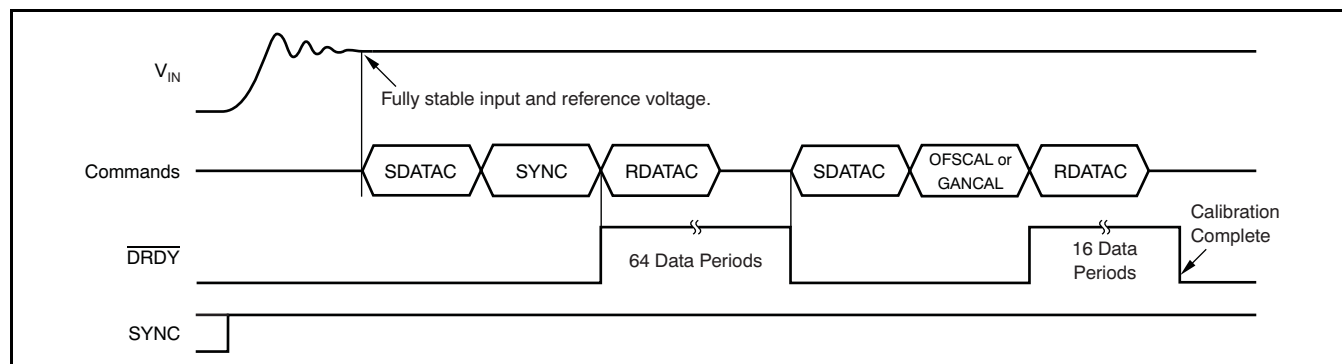 VIN
Fully stable input and reference voltage.
Commands
SDATAC
SYNC
RDATAC
SDATAC
OFSCAL or
GANCAL
RDATAC
DRDY
64 Data Periods
16 Data
Periods
Calibration
Complete
SYNC